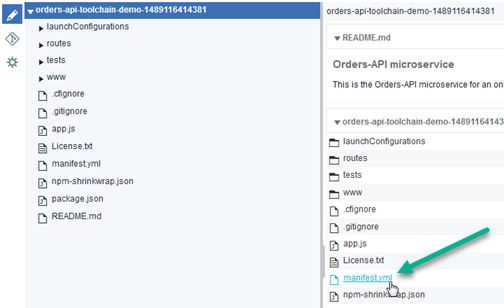 orders-api-toolchain-demo-1489116414381
launchConfigurations
routes
tests
www
.cfignore
.gitignore
app.js
License.txt
manifest.yml
npm-shrinkwrap.json
package.json
README.md
orders-api-toolchain-demo-1489116414381
README.md
Orders-API microservice
This is the Orders-API microservice for an on
orders-api-toolchain-demo-14891164143
launchConfigurations
routes
tests
www
.cfignore
.gitignore
app.js
License.txt
manifest.yml
npm-shrinkwrap.json